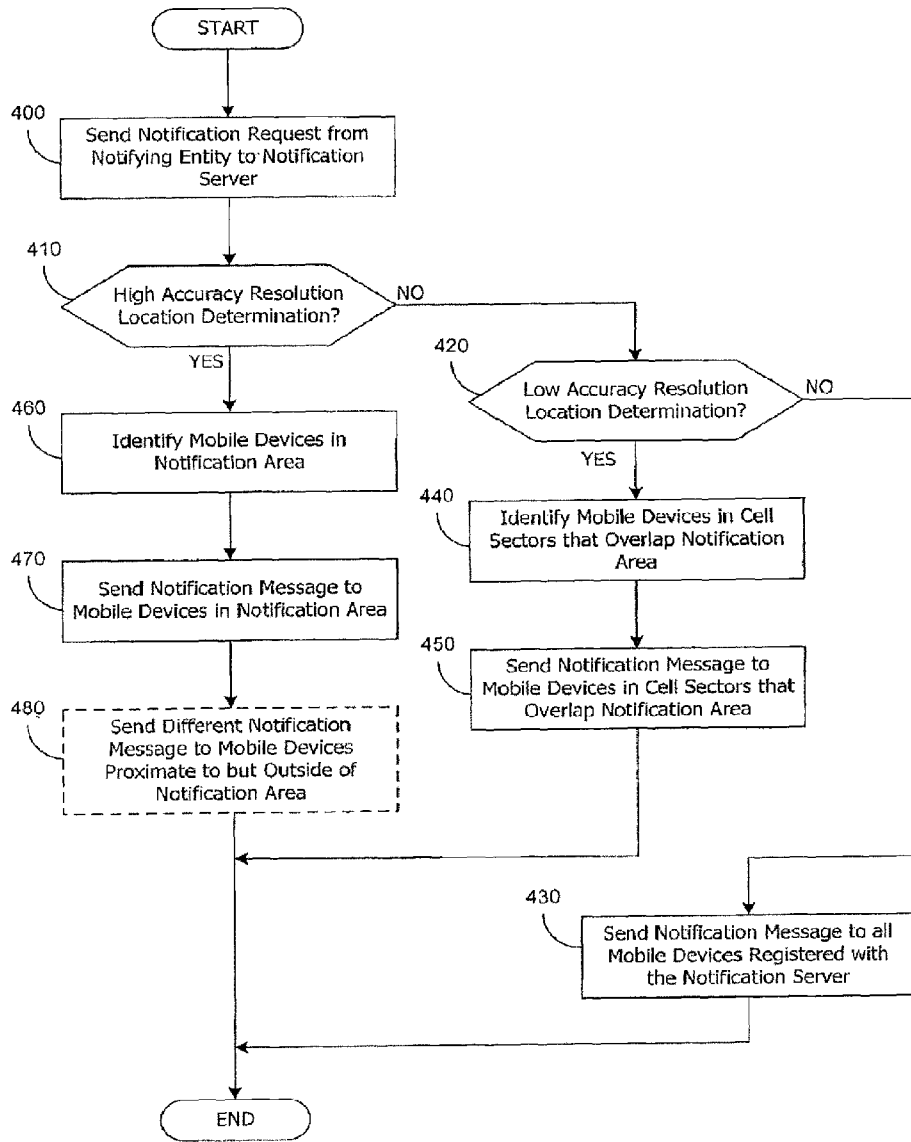 START
400
Send Notification Request from
Notifying Entity to Notification
Server
410
High Accuracy Resolution
Location Determination?
NO
YES
420
Low Accuracy Resolution
Location Determination?
NO
YES
460
Identify Mobile Devices in
Notification Area
440
Identify Mobile Devices in Cell
Sectors that Overlap Notification
Area
470
Send Notification Message to
Mobile Devices in Notification Area
450
Send Notification Message to
Mobile Devices in Cell Sectors that
Overlap Notification Area
480
Send Different Notification
Message to Mobile Devices
Proximate to but Outside of
Notification Area
430
Send Notification Message to all
Mobile Devices Registered with
the Notification Server
END